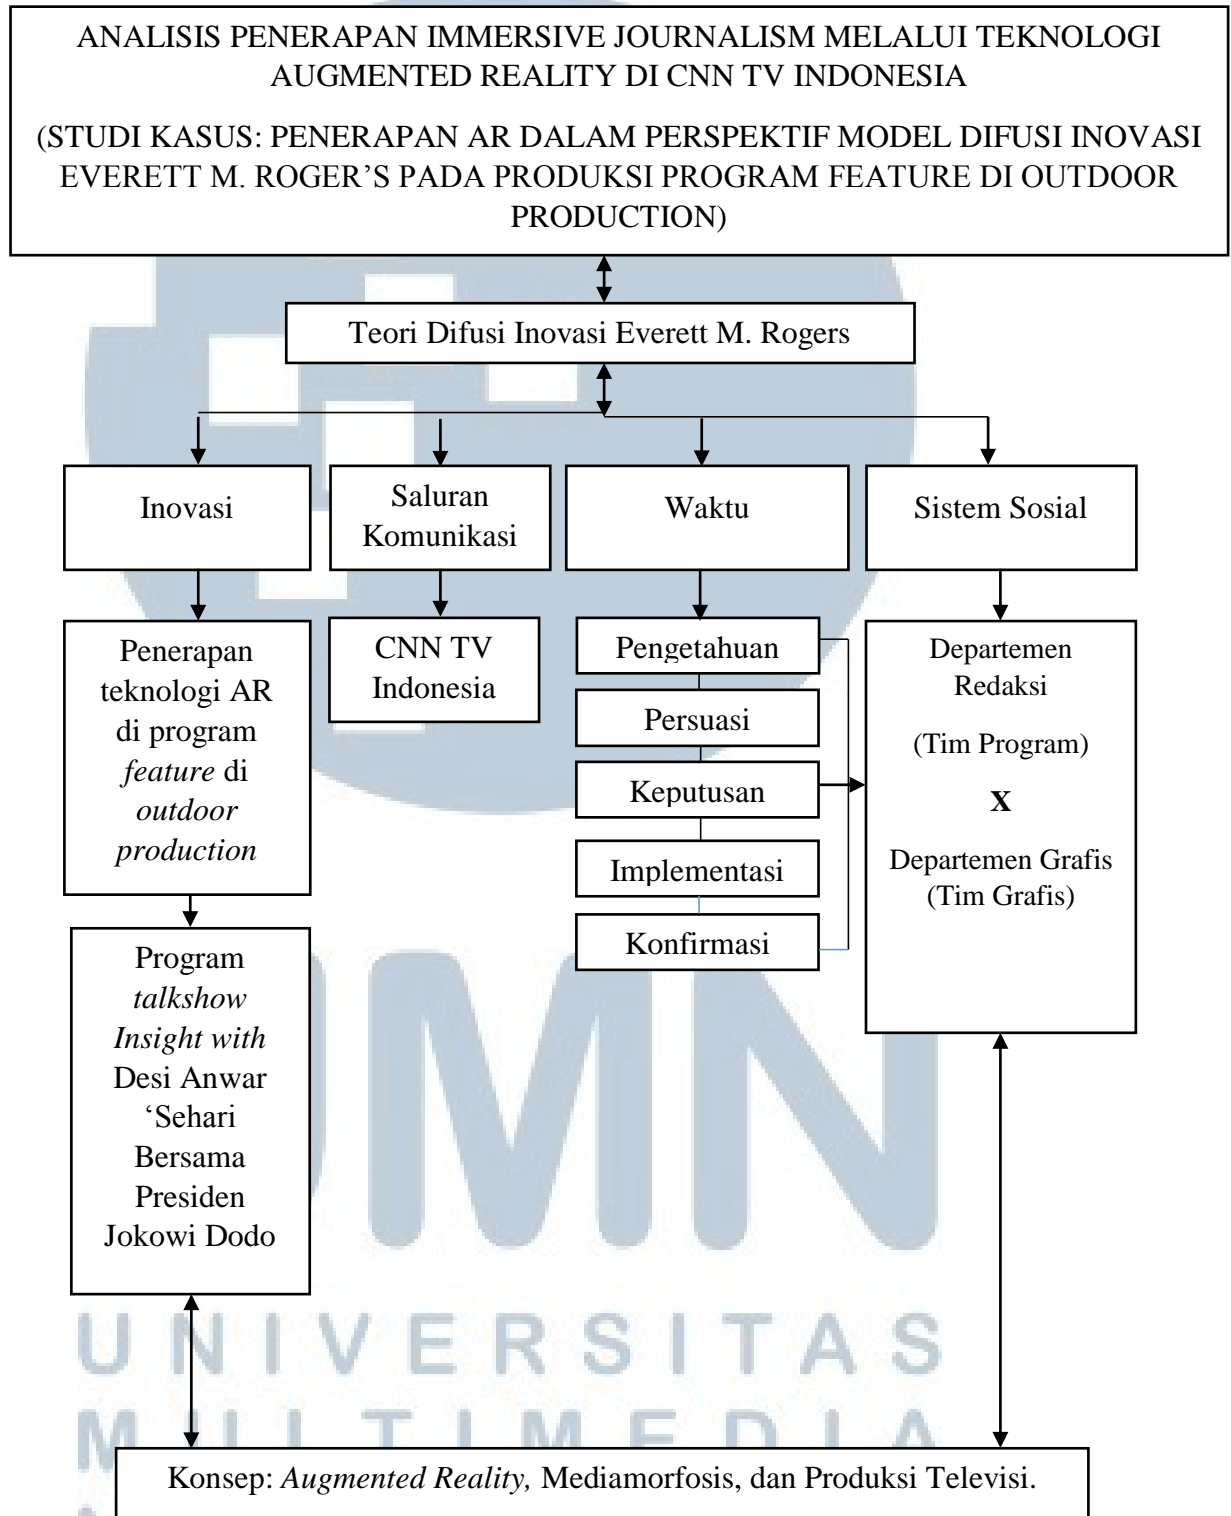 ANALISIS PENERAPAN IMMERSIVE JOURNALISM MELALUI TEKNOLOGI
AUGMENTED REALITY DI CNN TV INDONESIA
(STUDI KASUS: PENERAPAN AR DALAM PERSPEKTIF MODEL DIFUSI INOVASI
EVERETT M. ROGER'S PADA PRODUKSI PROGRAM FEATURE DI OUTDOOR
PRODUCTION)
Teori Difusi Inovasi Everett M. Rogers
Inovasi
Saluran
Komunikasi
Waktu
Sistem Sosial
Penerapan
teknologi AR
di program
feature di
outdoor
production
CNN TV
Indonesia
Pengetahuan
Persuasi
Keputusan
Implementasi
Konfirmasi
Departemen
Redaksi
(Tim Program)
X
Departemen Grafis
(Tim Grafis)
Program
talkshow
Insight with
Desi Anwar
‘Sehari
Bersama
Presiden
Jokowi Dodo
UMN
UNIVERSITAS
MULTIMEDIA
Konsep: Augmented Reality, Mediamorfosis, dan Produksi Televisi.